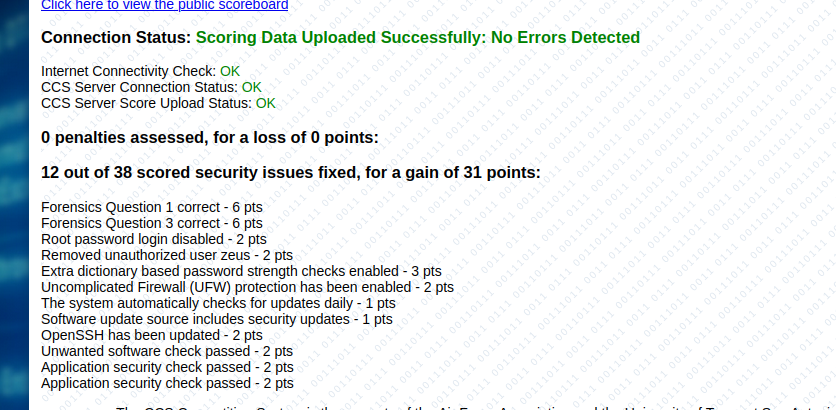 Click here to view the public scoreboard
Connection Status: Scoring Data Uploaded Successfully: No Errors Detected
Internet Connectivity Check: OK
CCS Server Connection Status: OK
CCS Server Score Upload Status: OK
0 penalties assessed, for a loss of 0 points:
12 out of 38 scored security issues fixed, for a gain of 31 points:
Forensics Question 1 correct - 6 pts
Forensics Question 3 correct - 6 pts
Root password login disabled - 2 pts
Removed unauthorized user zeus - 2 pts
Extra dictionary based password strength checks enabled - 3 pts
Uncomplicated Firewall (UFW) protection has been enabled - 2 pts
The system automatically checks for updates daily - 1 pts
Software update source includes security updates - 1 pts
OpenSSH has been updated - 2 pts
Unwanted software check passed - 2 pts
Application security check passed - 2 pts
Application security check passed - 2 pts